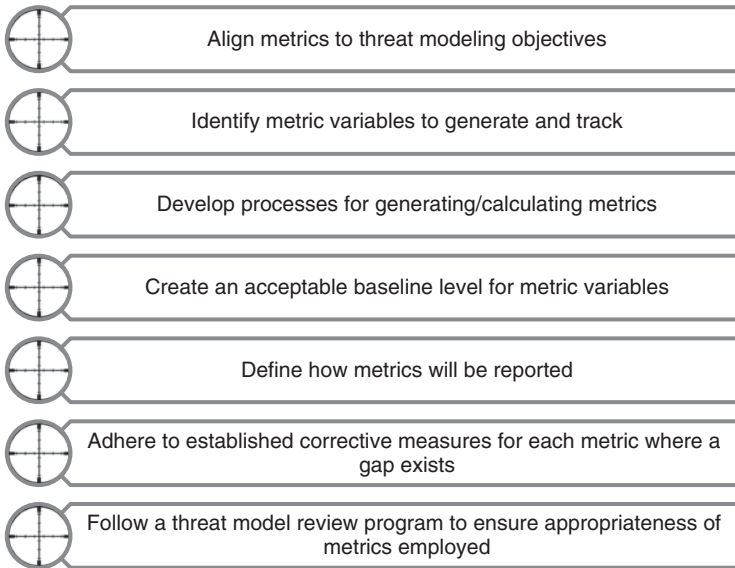 Align metrics to threat modeling objectives
Identify metric variables to generate and track
Develop processes for generating/calculating metrics
Create an acceptable baseline level for metric variables
Define how metrics will be reported
Adhere to established corrective measures for each metric where a
gap exists
Follow a threat model review program to ensure appropriateness of
metrics employed